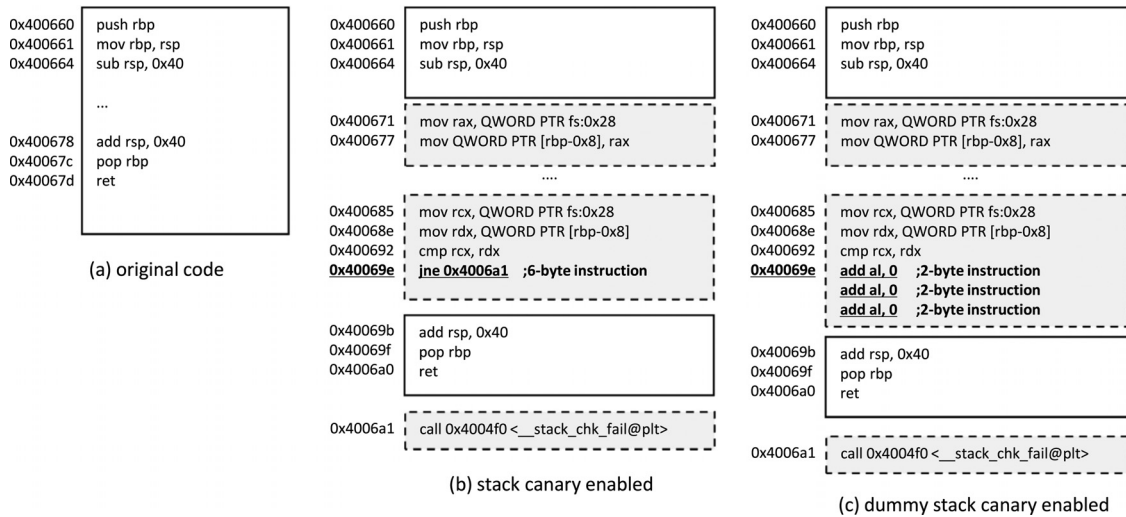 0x400660 push rbp
0x400661 mov rbp, rsp
0x400664 sub rsp, 0x40
...
0x400678 add rsp, 0x40
0x40067c pop rbp
0x40067d ret
(a) original code
0x400660 push rbp
0x400661 mov rbp, rsp
0x400664 sub rsp, 0x40
0x400671 mov rax, QWORD PTR fs:0x28
0x400677 mov QWORD PTR [rbp-0x8], rax
....
0x400685 mov rcx, QWORD PTR fs:0x28
0x40068e mov rdx, QWORD PTR [rbp-0x8]
0x400692 cmp rcx, rdx
0x40069e jne 0x4006a1 ;6-byte instruction
0x40069b add rsp, 0x40
0x40069f pop rbp
0x4006a0 ret
0x4006a1 call 0x4004f0 <__stack_chk_fail@plt>
(b) stack canary enabled
0x400660 push rbp
0x400661 mov rbp, rsp
0x400664 sub rsp, 0x40
0x400671 mov rax, QWORD PTR fs:0x28
0x400677 mov QWORD PTR [rbp-0x8], rax
....
0x400685 mov rcx, QWORD PTR fs:0x28
0x40068e mov rdx, QWORD PTR [rbp-0x8]
0x400692 cmp rcx, rdx
0x40069e add al, 0 ;2-byte instruction
add al, 0 ;2-byte instruction
add al, 0 ;2-byte instruction
0x40069b add rsp, 0x40
0x40069f pop rbp
0x4006a0 ret
0x4006a1 call 0x4004f0 <__stack_chk_fail@plt>
(c) dummy stack canary enabled